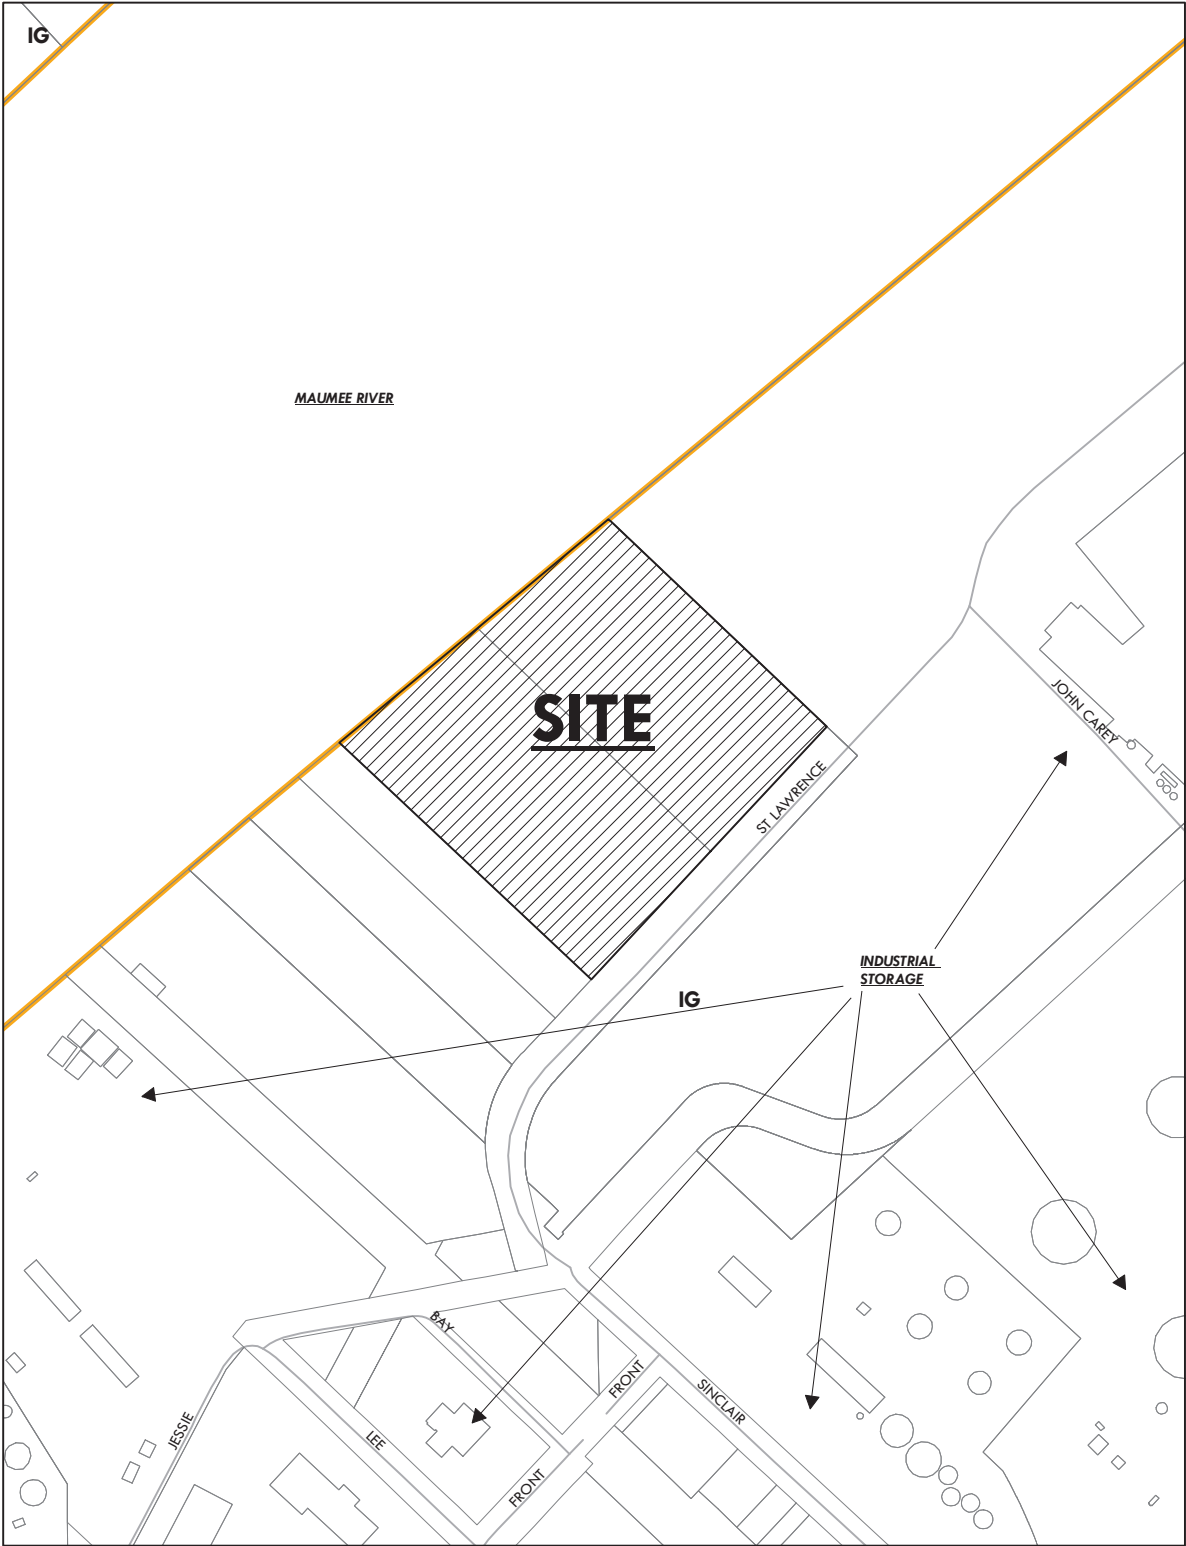 IG
MAUMEE RIVER
SITE
JOHN CAREY
ST LAWRENCE
INDUSTRIAL
STORAGE
IG
BAY
FRONT
SINCLAIR
JESSIE
LEE
FRONT